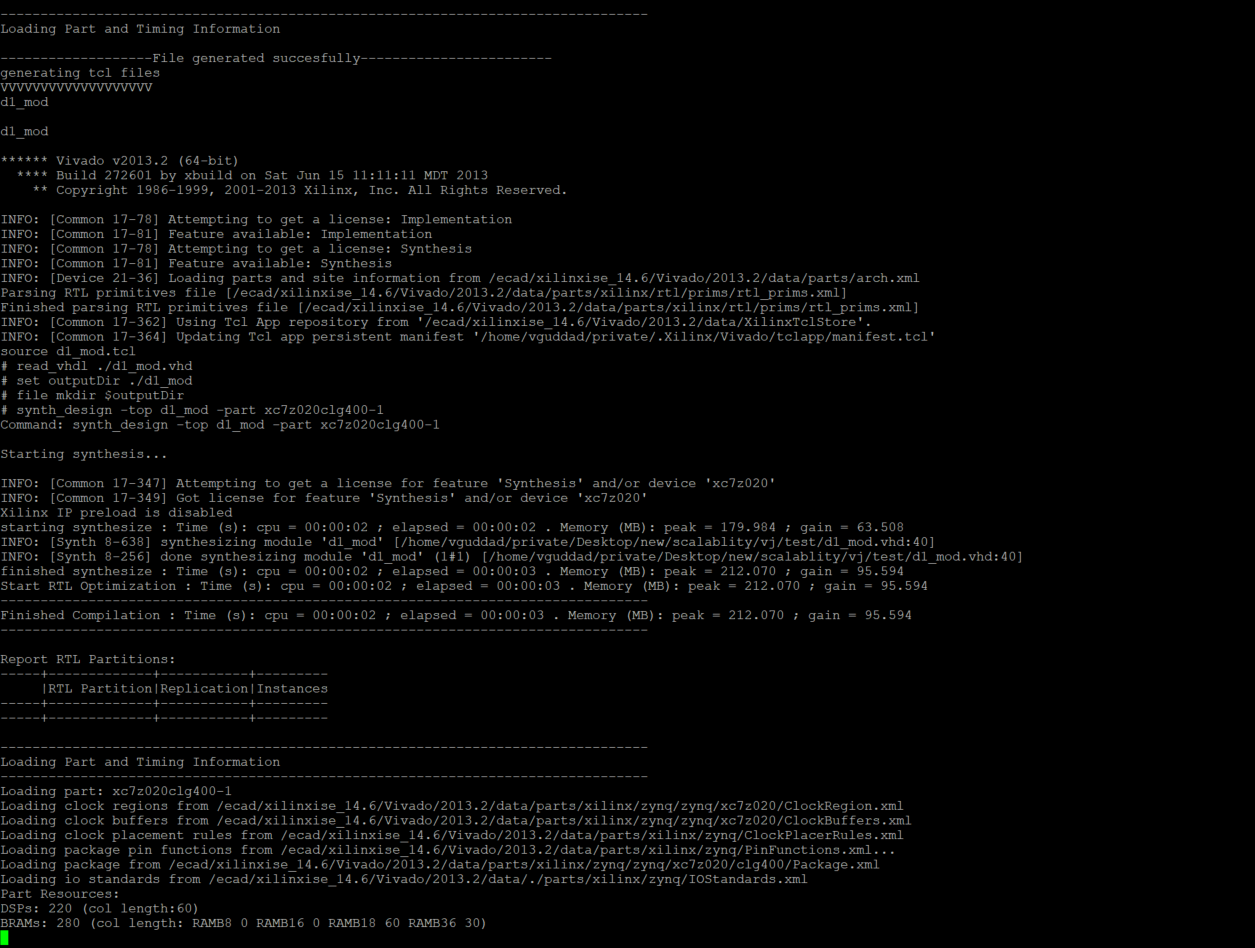 --------------------------------------------------------------------------------
Loading Part and Timing Information
-------------------File generated succesfully------------------------
generating tcl files
VVVVVVVVVVVVVVVVVVV
d1_mod
d1_mod
****** Vivado v2013.2 (64-bit)
  **** Build 272601 by xbuild on Sat Jun 15 11:11:11 MDT 2013
    ** Copyright 1986-1999, 2001-2013 Xilinx, Inc. All Rights Reserved.
INFO: [Common 17-78] Attempting to get a license: Implementation
INFO: [Common 17-81] Feature available: Implementation
INFO: [Common 17-78] Attempting to get a license: Synthesis
INFO: [Common 17-81] Feature available: Synthesis
INFO: [Device 21-36] Loading parts and site information from /ecad/xilinxise_14.6/Vivado/2013.2/data/parts/arch.xml
Parsing RTL primitives file [/ecad/xilinxise_14.6/Vivado/2013.2/data/parts/xilinx/rtl/prims/rtl_prims.xml]
Finished parsing RTL primitives file [/ecad/xilinxise_14.6/Vivado/2013.2/data/parts/xilinx/rtl/prims/rtl_prims.xml]
INFO: [Common 17-362] Using Tcl App repository from '/ecad/xilinxise_14.6/Vivado/2013.2/data/XilinxTclStore'.
INFO: [Common 17-364] Updating Tcl app persistent manifest '/home/vguddad/private/.Xilinx/Vivado/tclapp/manifest.tcl'
source d1_mod.tcl
# read_vhdl ./d1_mod.vhd
# set outputDir ./d1_mod
# file mkdir $outputDir
# synth_design -top d1_mod -part xc7z020clg400-1
Command: synth_design -top d1_mod -part xc7z020clg400-1
Starting synthesis...
INFO: [Common 17-347] Attempting to get a license for feature 'Synthesis' and/or device 'xc7z020'
INFO: [Common 17-349] Got license for feature 'Synthesis' and/or device 'xc7z020'
Xilinx IP preload is disabled
starting synthesize : Time (s): cpu = 00:00:02 ; elapsed = 00:00:02 . Memory (MB): peak = 179.984 ; gain = 63.508
INFO: [Synth 8-638] synthesizing module 'd1_mod' [/home/vguddad/private/Desktop/new/scalablity/vj/test/d1_mod.vhd:40]
INFO: [Synth 8-256] done synthesizing module 'd1_mod' (1#1) [/home/vguddad/private/Desktop/new/scalablity/vj/test/d1_mod.vhd:40]
finished synthesize : Time (s): cpu = 00:00:02 ; elapsed = 00:00:03 . Memory (MB): peak = 212.070 ; gain = 95.594
Start RTL Optimization : Time (s): cpu = 00:00:02 ; elapsed = 00:00:03 . Memory (MB): peak = 212.070 ; gain = 95.594
---------------------------------------------------------------------------------
Finished Compilation : Time (s): cpu = 00:00:02 ; elapsed = 00:00:03 . Memory (MB): peak = 212.070 ; gain = 95.594
---------------------------------------------------------------------------------
Report RTL Partitions:
-----+-------------+-----------+---------
     |RTL Partition|Replication|Instances
-----+-------------+-----------+---------
-----+-------------+-----------+---------
---------------------------------------------------------------------------------
Loading Part and Timing Information
---------------------------------------------------------------------------------
Loading part: xc7z020clg400-1
Loading clock regions from /ecad/xilinxise_14.6/Vivado/2013.2/data/parts/xilinx/zynq/zynq/xc7z020/ClockRegion.xml
Loading clock buffers from /ecad/xilinxise_14.6/Vivado/2013.2/data/parts/xilinx/zynq/zynq/xc7z020/ClockBuffers.xml
Loading clock placement rules from /ecad/xilinxise_14.6/Vivado/2013.2/data/parts/xilinx/zynq/ClockPlacerRules.xml
Loading package pin functions from /ecad/xilinxise_14.6/Vivado/2013.2/data/parts/xilinx/zynq/PinFunctions.xml...
Loading package from /ecad/xilinxise_14.6/Vivado/2013.2/data/parts/xilinx/zynq/zynq/xc7z020/clg400/Package.xml
Loading io standards from /ecad/xilinxise_14.6/Vivado/2013.2/data/./parts/xilinx/zynq/IOStandards.xml
Part Resources:
DSPs: 220 (col length:60)
BRAMs: 280 (col length: RAMB8 0 RAMB16 0 RAMB18 60 RAMB36 30)